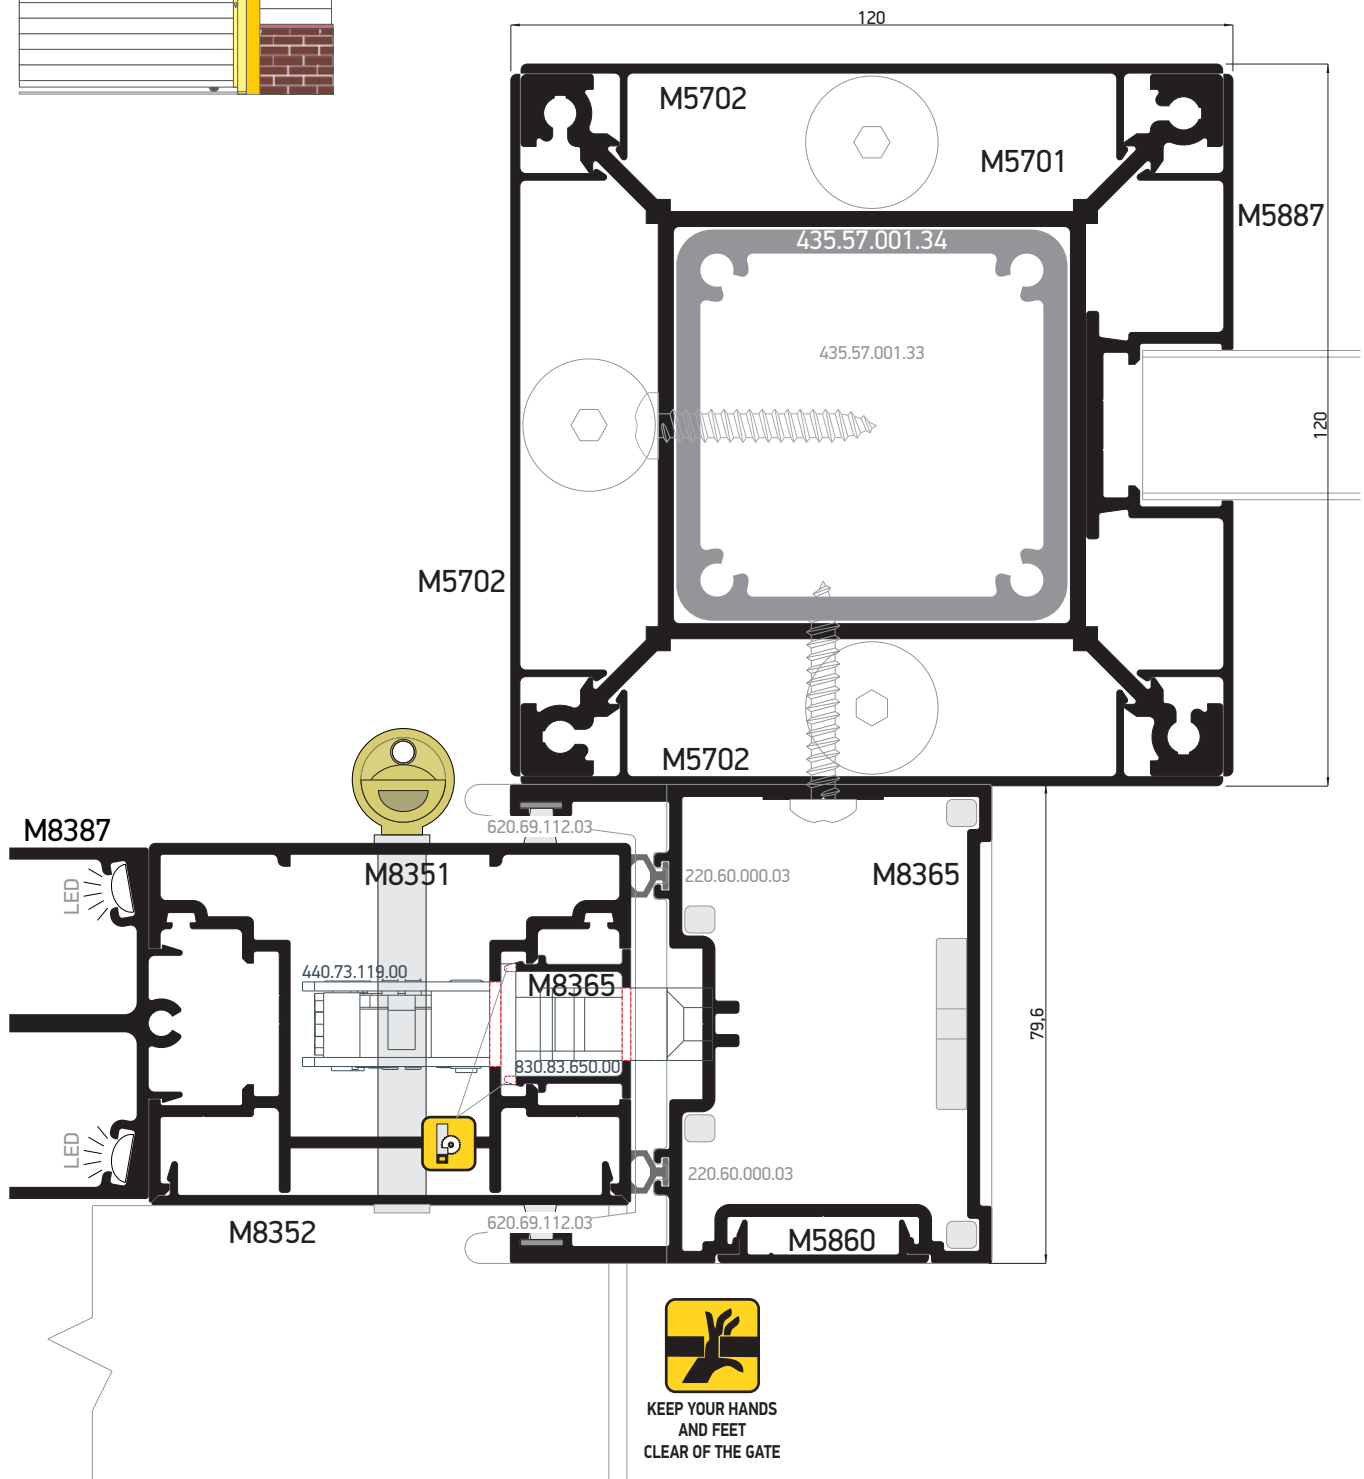 120
M5702
M5701
M5887
435.57.001.34
435.57.001.33
120
M5702
M5702
620.69.112.03
M8387
M8351
220.60.000.03
M8365
LED
440.73.119.00
M8365
79,6
830.83.650.00
LED
220.60.000.03
620.69.112.03
M8352
M5860
KEEP YOUR HANDS
AND FEET
CLEAR OF THE GATE